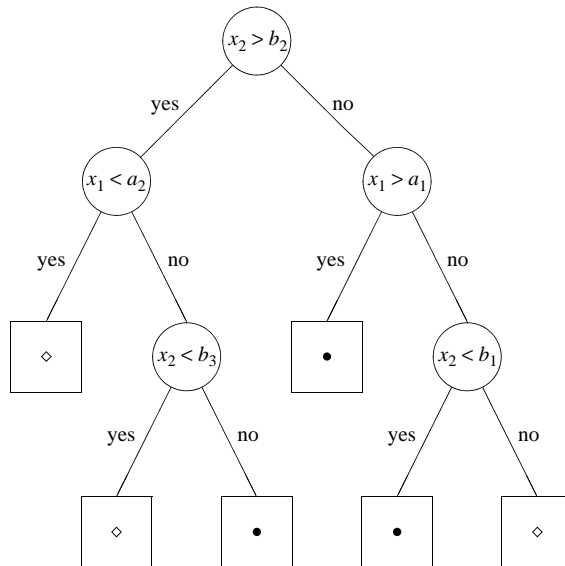 x₂ > b₂
yes no
x₁ < a₂ x₁ > a₁
yes no yes no
x₂ < b₃ x₂ < b₁
yes no yes no